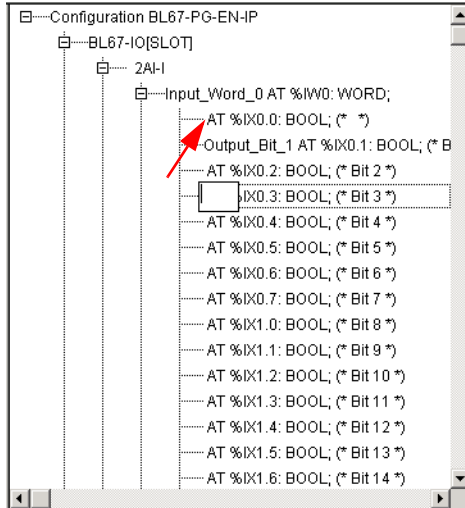 Configuration BL67-PG-EN-IP
BL67-IO[SLOT]
2AI-I
Input_Word_0 AT %IW0: WORD;
AT %IX0.0: BOOL; (* *)
Output_Bit_1 AT %IX0.1: BOOL; (* B
AT %IX0.2: BOOL; (* Bit 2 *)
IX0.3: BOOL; (* Bit 3 *)
AT %IX0.4: BOOL; (* Bit 4 *)
AT %IX0.5: BOOL; (* Bit 5 *)
AT %IX0.6: BOOL; (* Bit 6 *)
AT %IX0.7: BOOL; (* Bit 7 *)
AT %IX1.0: BOOL; (* Bit 8 *)
AT %IX1.1: BOOL; (* Bit 9 *)
AT %IX1.2: BOOL; (* Bit 10 *)
AT %IX1.3: BOOL; (* Bit 11 *)
AT %IX1.4: BOOL; (* Bit 12 *)
AT %IX1.5: BOOL; (* Bit 13 *)
AT %IX1.6: BOOL; (* Bit 14 *)